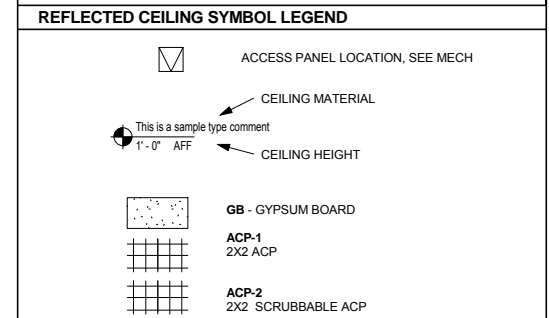 REFLECTED CEILING SYMBOL LEGEND
ACCESS PANEL LOCATION, SEE MECH
CEILING MATERIAL
This is a sample type comment
1' - 0" AFF
CEILING HEIGHT
GB - GYPSUM BOARD
ACP-1
2X2 ACP
ACP-2
2X2 SCRUBBABLE ACP